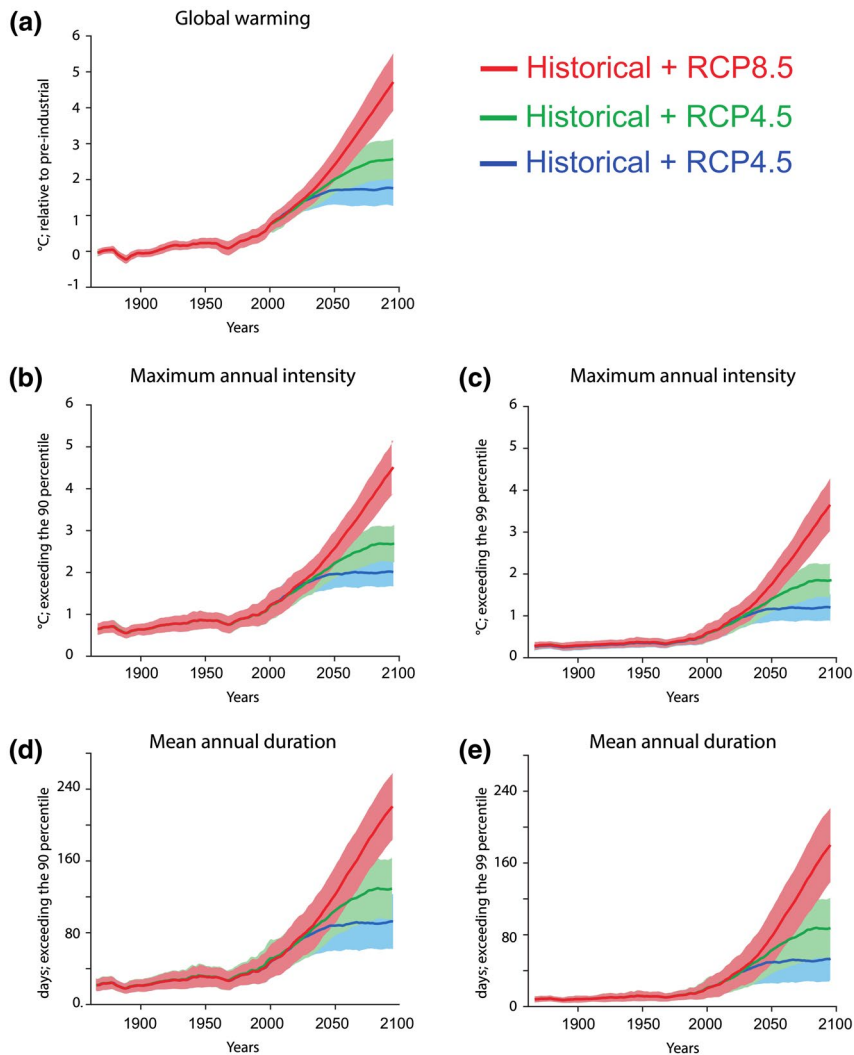 (a)
Global warming
°C; relative to pre-industrial
6
5
4
3
2
1
0
-1
1900 1950 2000 2050 2100
Years
Historical + RCP8.5
Historical + RCP4.5
Historical + RCP4.5
(b)
Maximum annual intensity
°C; exceeding the 90 percentile
6
5
4
3
2
1
0
1900 1950 2000 2050 2100
Years
(c)
Maximum annual intensity
°C; exceeding the 99 percentile
6
5
4
3
2
1
0
1900 1950 2000 2050 2100
Years
(d)
Mean annual duration
days; exceeding the 90 percentile
240
160
80
0.
1900 1950 2000 2050 2100
Years
(e)
Mean annual duration
days; exceeding the 99 percentile
240
160
80
0
1900 1950 2000 2050 2100
Years